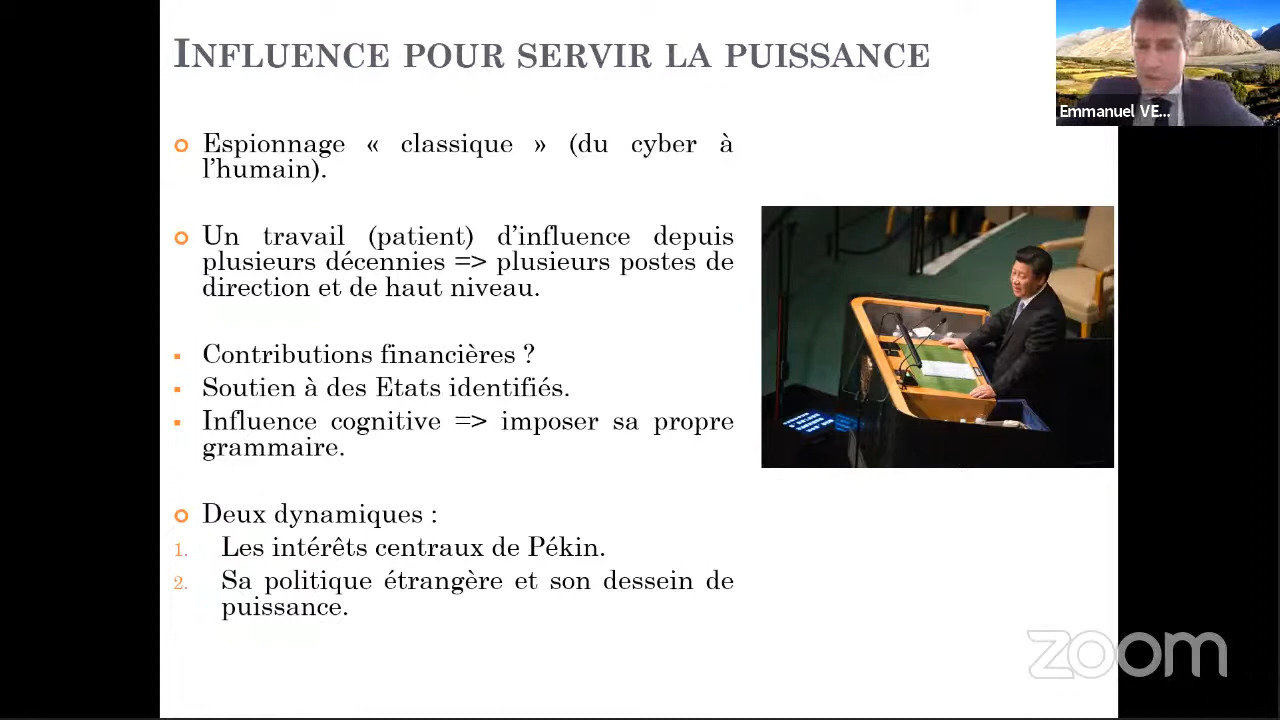 INFLUENCE POUR SERVIR LA PUISSANCE
Emmanuel VE...
Espionnage « classique » (du cyber à
l'humain).
Un travail (patient) d'influence depuis
plusieurs décennies => plusieurs postes de
direction et de haut niveau.
Contributions financières ?
Soutien à des Etats identifiés.
Influence cognitive => imposer sa propre
grammaire.
Deux dynamiques :
1. Les intérêts centraux de Pékin.
2. Sa politique étrangère et son dessein de
puissance.
zoom